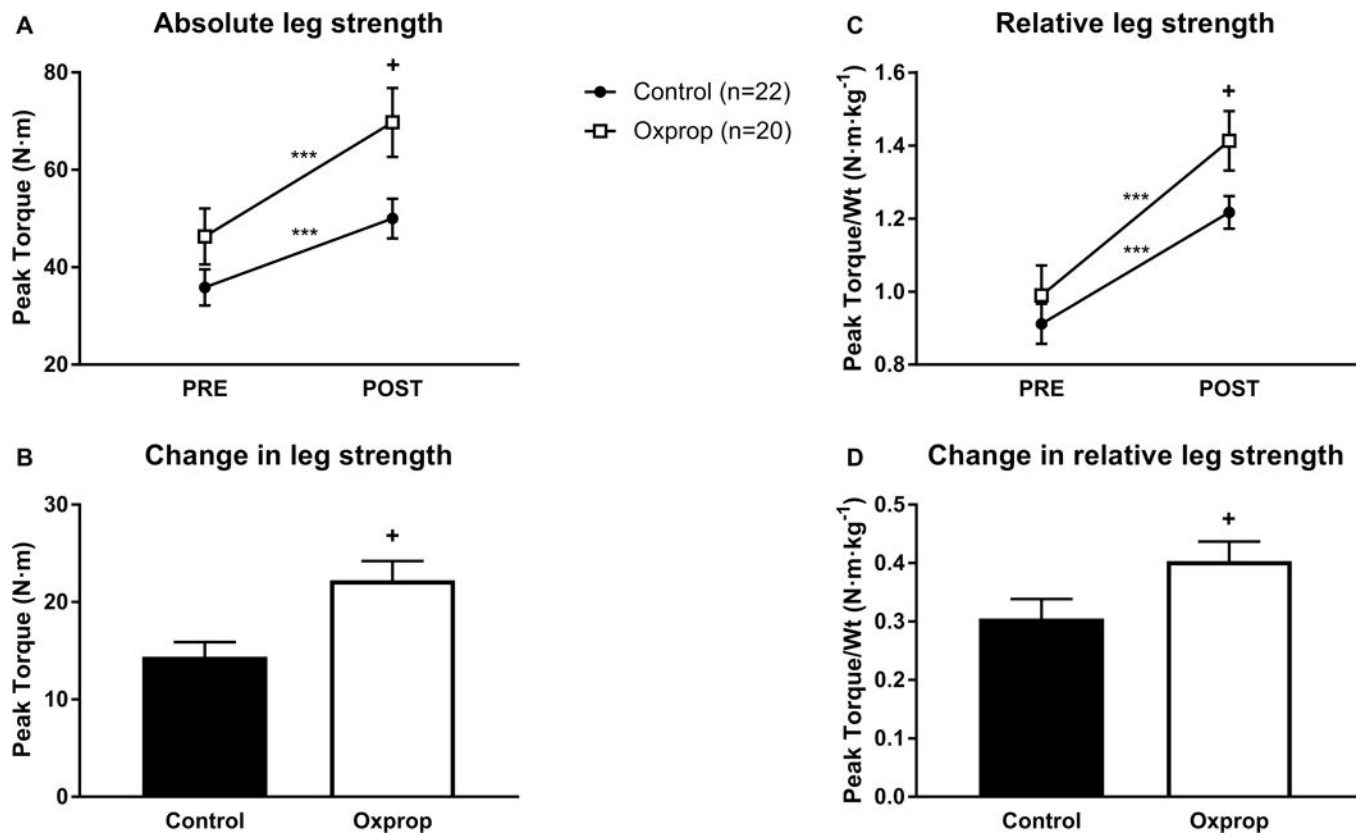 A Absolute leg strength
Peak Torque (N·m)
80
60
40
20
+
***
***
PRE POST
Control (n=22)
Oxprop (n=20)
C Relative leg strength
Peak Torque/Wt (N·m·kg⁻¹)
1.6
1.4
1.2
1.0
0.8
+
***
***
PRE POST
B Change in leg strength
Peak Torque (N·m)
30
20
10
0
+
Control Oxprop
D Change in relative leg strength
Peak Torque/Wt (N·m·kg⁻¹)
0.5
0.4
0.3
0.2
0.1
0.0
+
Control Oxprop